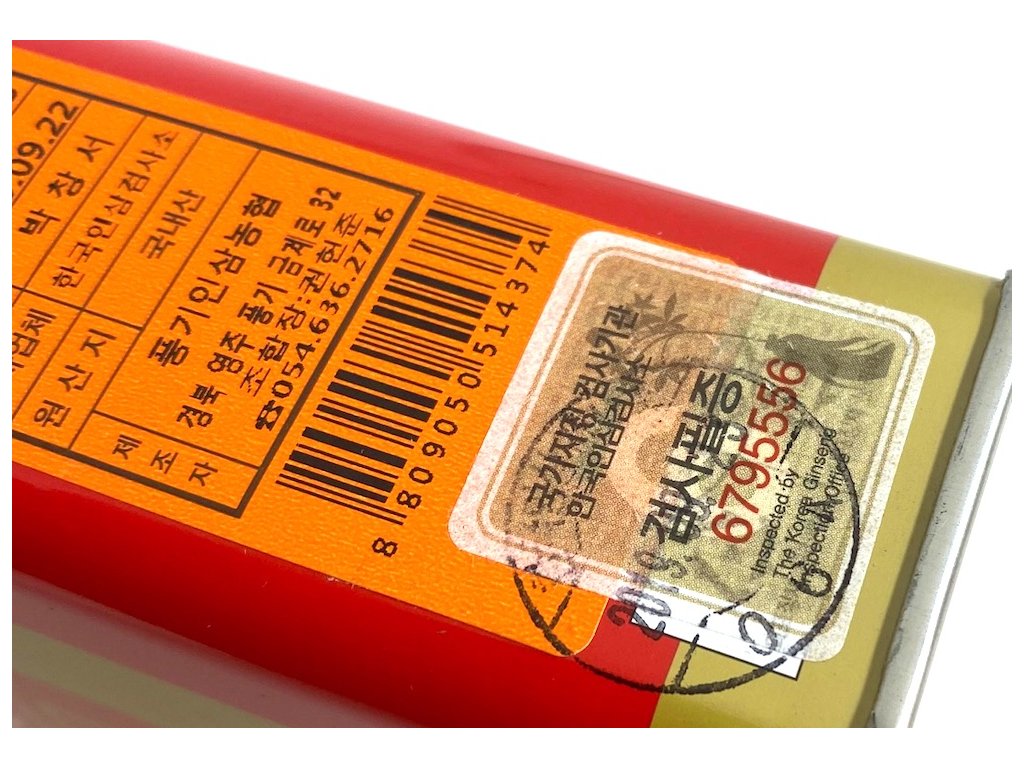 .09.22
박 창 서
한국인삼검사소
국내산
원 산 지
풍기인삼농협
경북 영주 풍기 금계로 32
조합장:권헌준
☎054.636.2716
제 조 자
8 809050 514374
국가지정 검사기관
한국인삼검사소
검사필증
6795556
Inspected by
The Korea Ginseng
Inspection Office